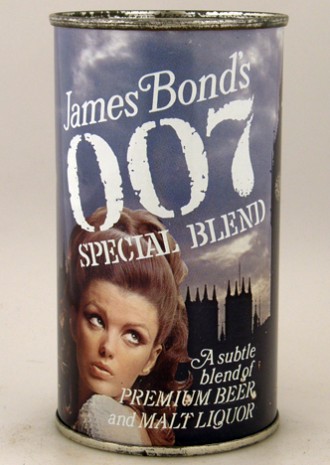 James Bond's
007
SPECIAL BLEND
A subtle
blend of
PREMIUM BEER
and MALT LIQUOR